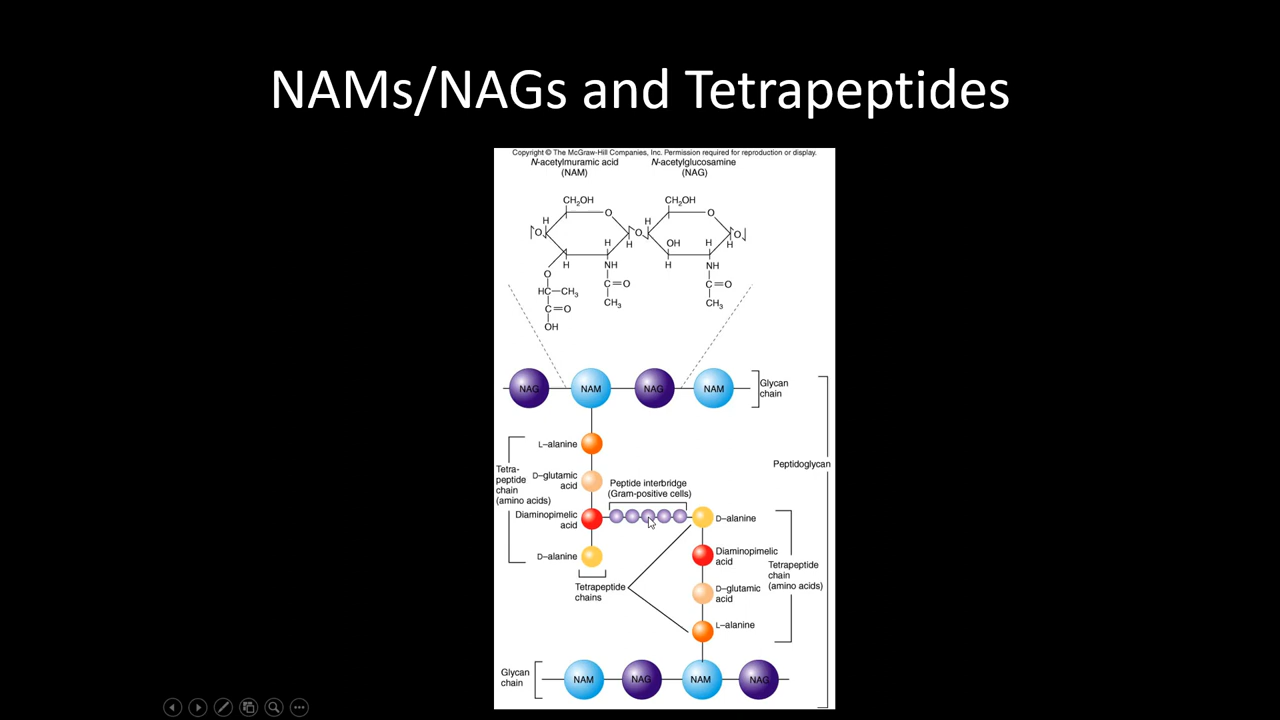 NAMs/NAGs and Tetrapeptides
Copyright © The McGraw-Hill Companies, Inc. Permission required for reproduction or display.
N-acetylmuramic acid
(NAM)
N-acetylglucosamine
(NAG)
CH2OH
CH2OH
O
O
H
H
O
O
O
H
H
OH
H
H
H
H
NH
H
NH
O
HC—CH3
C=O
C=O
C=O
CH3
CH3
OH
NAG
NAM
NAG
NAM
Glycan
chain
L–alanine
Peptidoglycan
Tetra-
peptide
chain
(amino acids)
D–glutamic
acid
Peptide interbridge
(Gram-positive cells)
Diaminopimelic
acid
D–alanine
D–alanine
Diaminopimelic
acid
Tetrapeptide
chain
(amino acids)
Tetrapeptide
chains
D–glutamic
acid
L–alanine
Glycan
chain
NAM
NAG
NAM
NAG